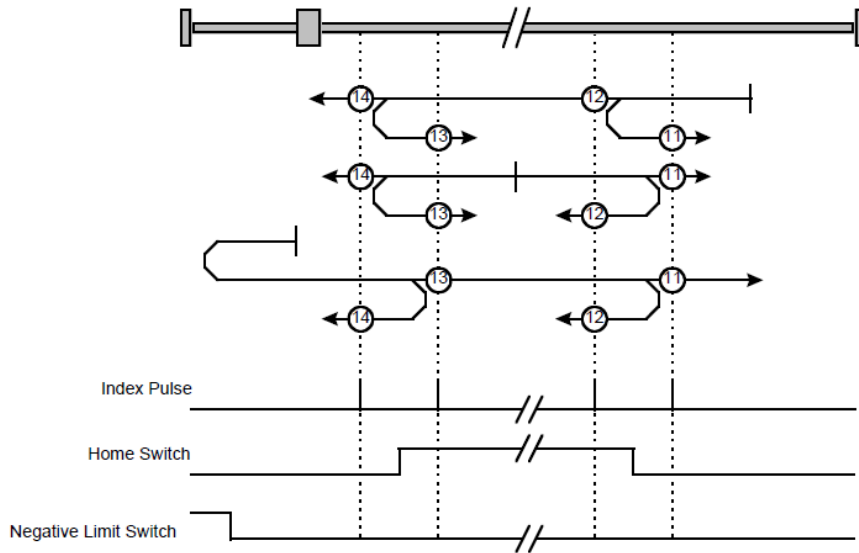 14 12
13 11
14 11
13 12
13 11
14 12
Index Pulse
Home Switch
Negative Limit Switch